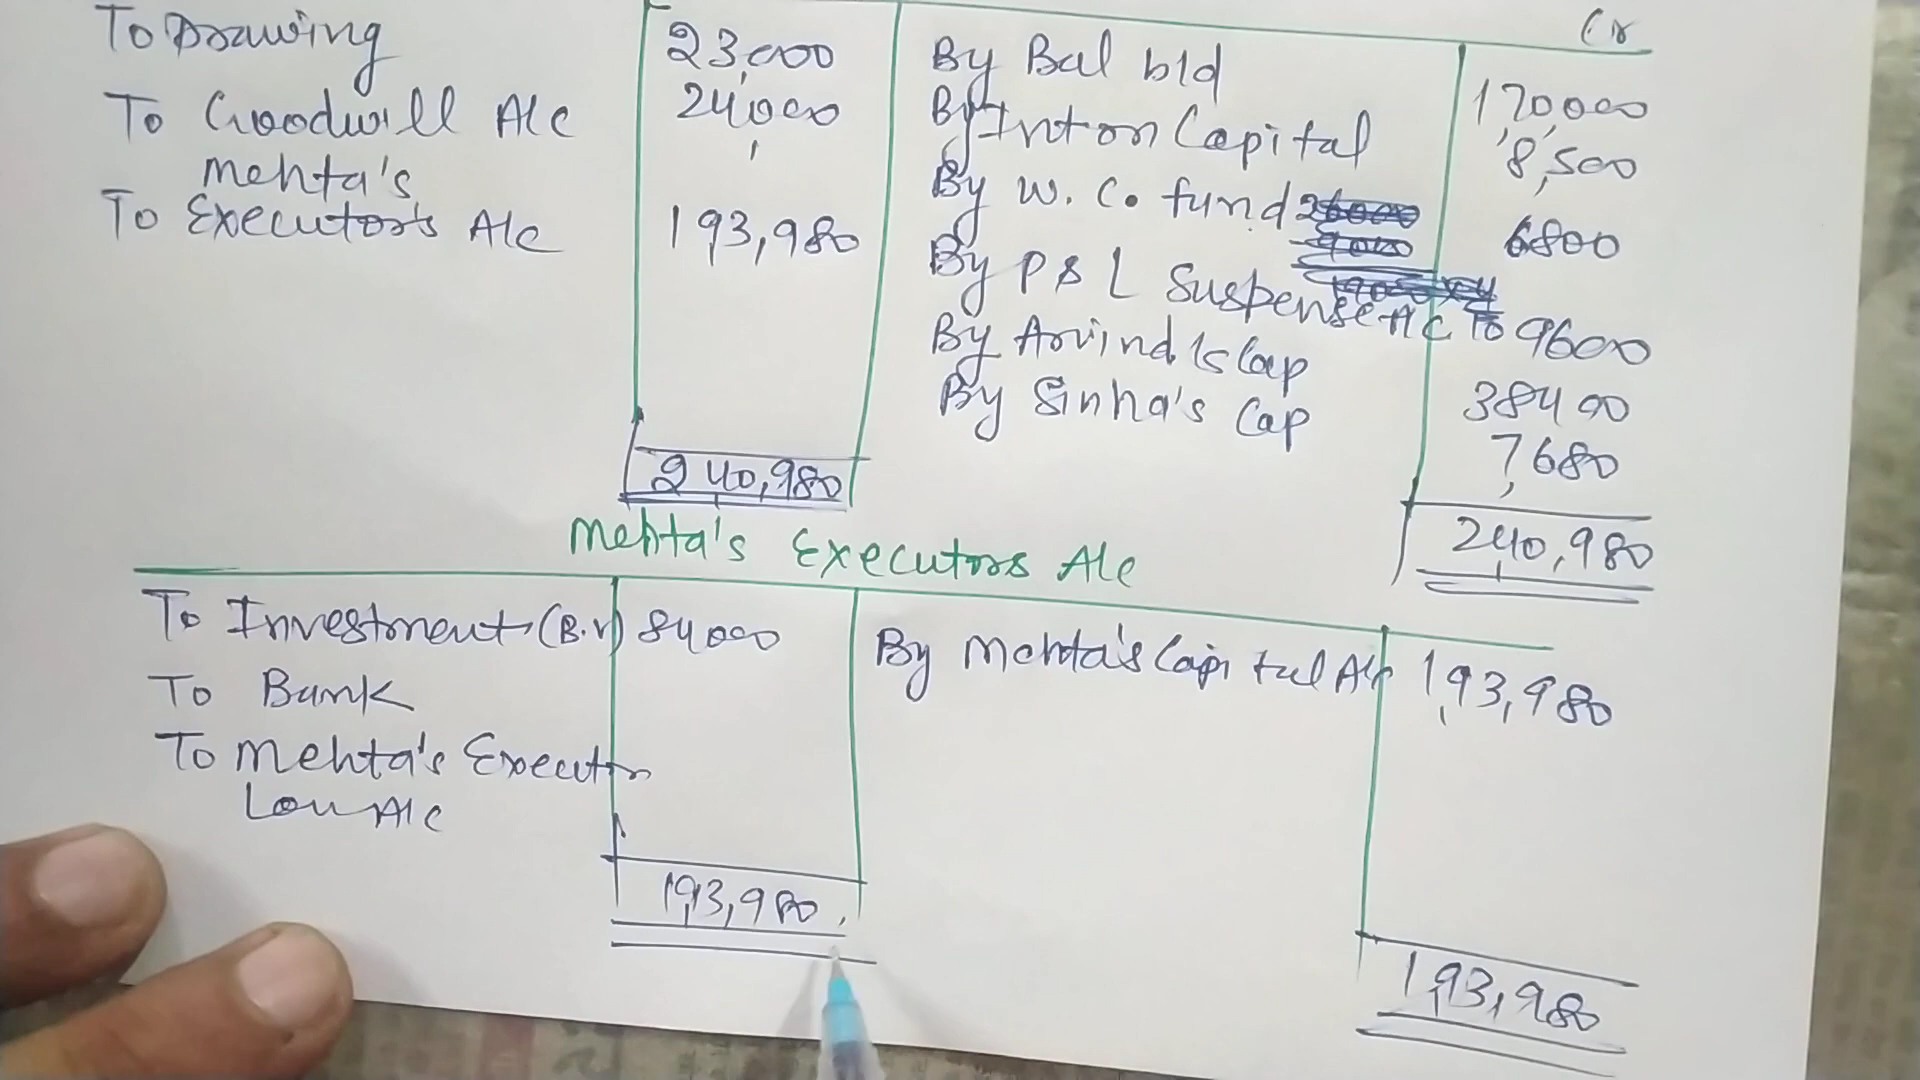 Cr
To Drawing 23,000 By Bal b/d 170,000
To Goodwill A/c 24,000 By Int on Capital 8,500
By W. Co fund 6800
Mehta's
To Executor's A/c 193,980 By P & L Suspense A/c 9600
By Arvind's Cap 38400
By Sinha's Cap 7,680
240,980 240,980
Mehta's Executors A/c
To Investment (B.V) 84000 By Mehta's Capital A/c 193,980
To Bank
To Mehta's Executor
Loan A/c
193,980 193,980